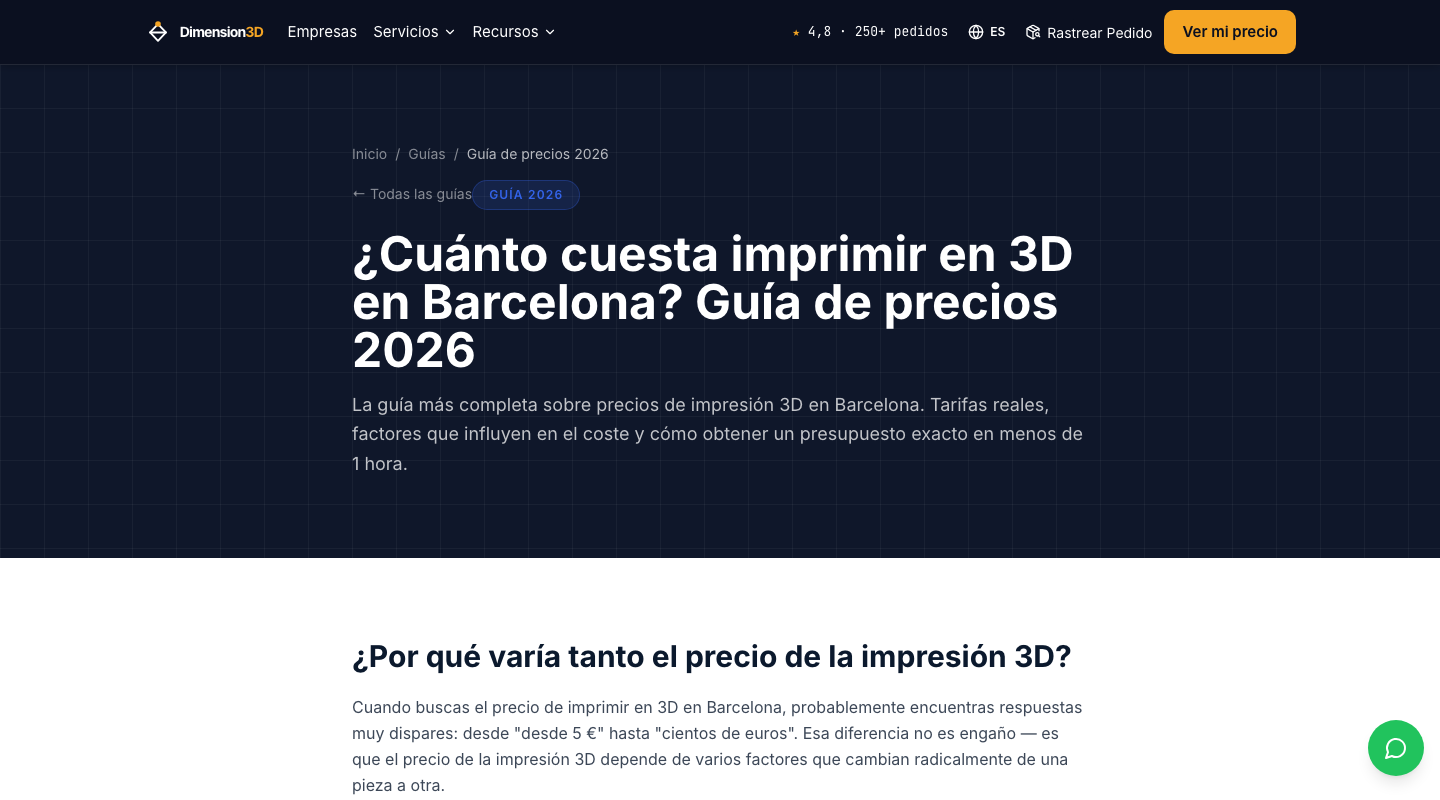 Dimension3D
Empresas
Servicios
Recursos
★ 4,8 · 250+ pedidos
ES
Rastrear Pedido
Ver mi precio
Inicio / Guías / Guía de precios 2026
← Todas las guías
GUÍA 2026
¿Cuánto cuesta imprimir en 3D
en Barcelona? Guía de precios
2026
La guía más completa sobre precios de impresión 3D en Barcelona. Tarifas reales,
factores que influyen en el coste y cómo obtener un presupuesto exacto en menos de
1 hora.
¿Por qué varía tanto el precio de la impresión 3D?
Cuando buscas el precio de imprimir en 3D en Barcelona, probablemente encuentras respuestas
muy dispares: desde "desde 5 €" hasta "cientos de euros". Esa diferencia no es engaño — es
que el precio de la impresión 3D depende de varios factores que cambian radicalmente de una
pieza a otra.